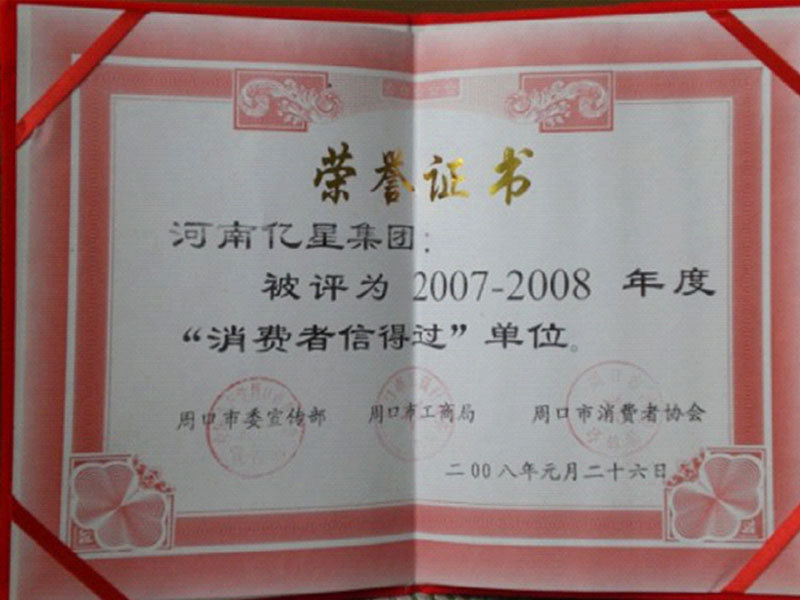 荣誉证书
河南亿星集团：
被评为 2007-2008 年度
“消费者信得过”单位。
周口市委宣传部 周口市工商局 周口市消费者协会
二00八年元月二十六日